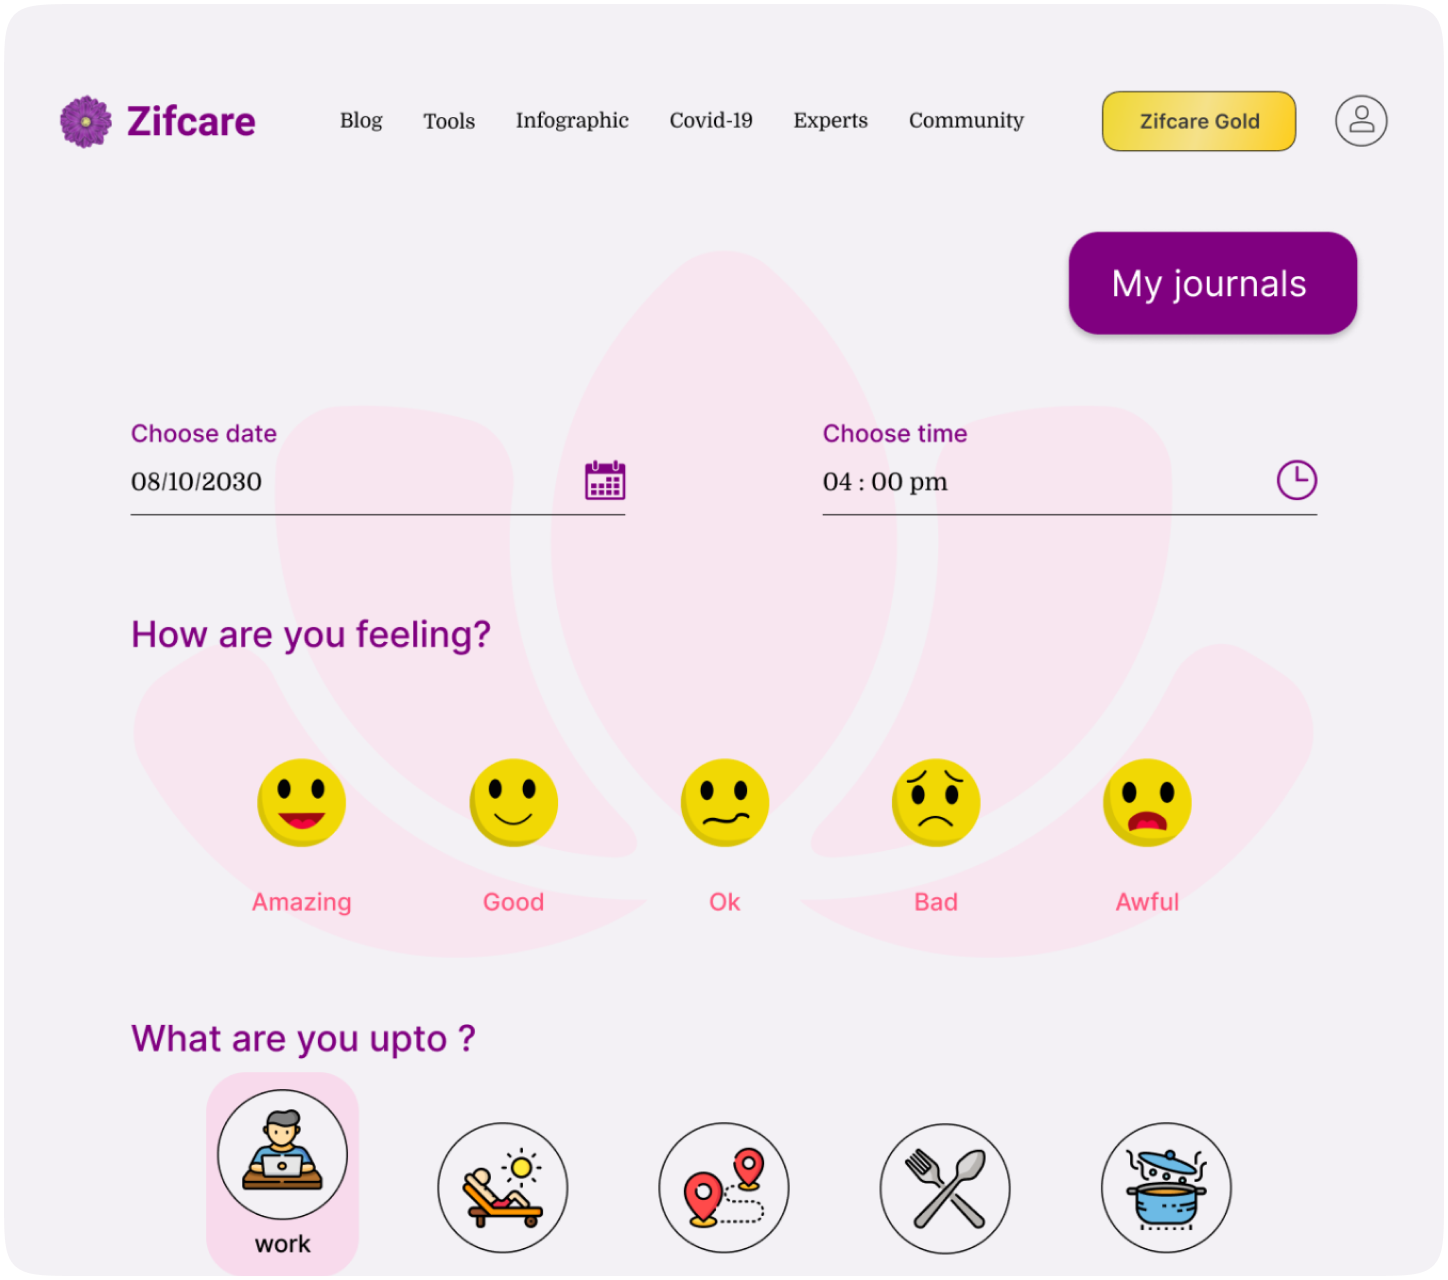 Zifcare
Blog Tools Infographic Covid-19 Experts Community
Zifcare Gold
My journals
Choose date
08/10/2030
Choose time
04 : 00 pm
How are you feeling?
Amazing Good Ok Bad Awful
What are you upto ?
work